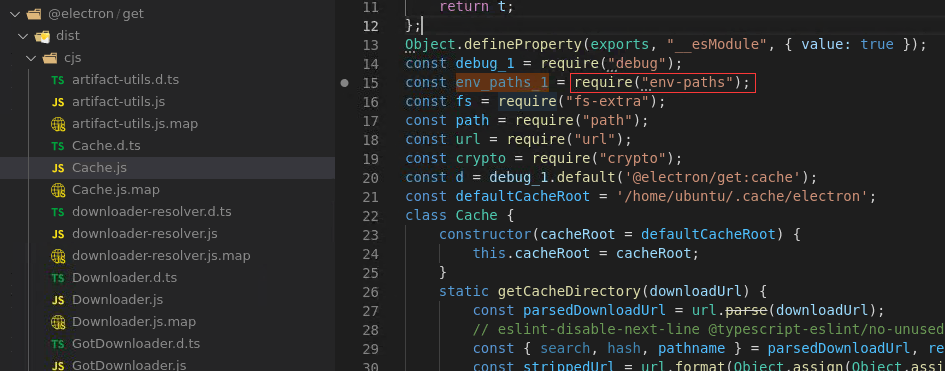 @electron/get
dist
cjs
TS artifact-utils.d.ts
JS artifact-utils.js
artifact-utils.js.map
TS Cache.d.ts
JS Cache.js
Cache.js.map
TS downloader-resolver.d.ts
JS downloader-resolver.js
downloader-resolver.js.map
TS Downloader.d.ts
JS Downloader.js
Downloader.js.map
TS GotDownloader.d.ts
JS GotDownloader.js
11 return t;
12 };
13 Object.defineProperty(exports, "__esModule", { value: true });
14 const debug_1 = require("debug");
15 const env_paths_1 = require("env-paths");
16 const fs = require("fs-extra");
17 const path = require("path");
18 const url = require("url");
19 const crypto = require("crypto");
20 const d = debug_1.default('@electron/get:cache');
21 const defaultCacheRoot = '/home/ubuntu/.cache/electron';
22 class Cache {
23 constructor(cacheRoot = defaultCacheRoot) {
24 this.cacheRoot = cacheRoot;
25 }
26 static getCacheDirectory(downloadUrl) {
27 const parsedDownloadUrl = url.parse(downloadUrl);
28 // eslint-disable-next-line @typescript-eslint/no-unused
29 const { search, hash, pathname } = parsedDownloadUrl, re
30 const strippedUrl = url.format(Object.assign(Object.assi